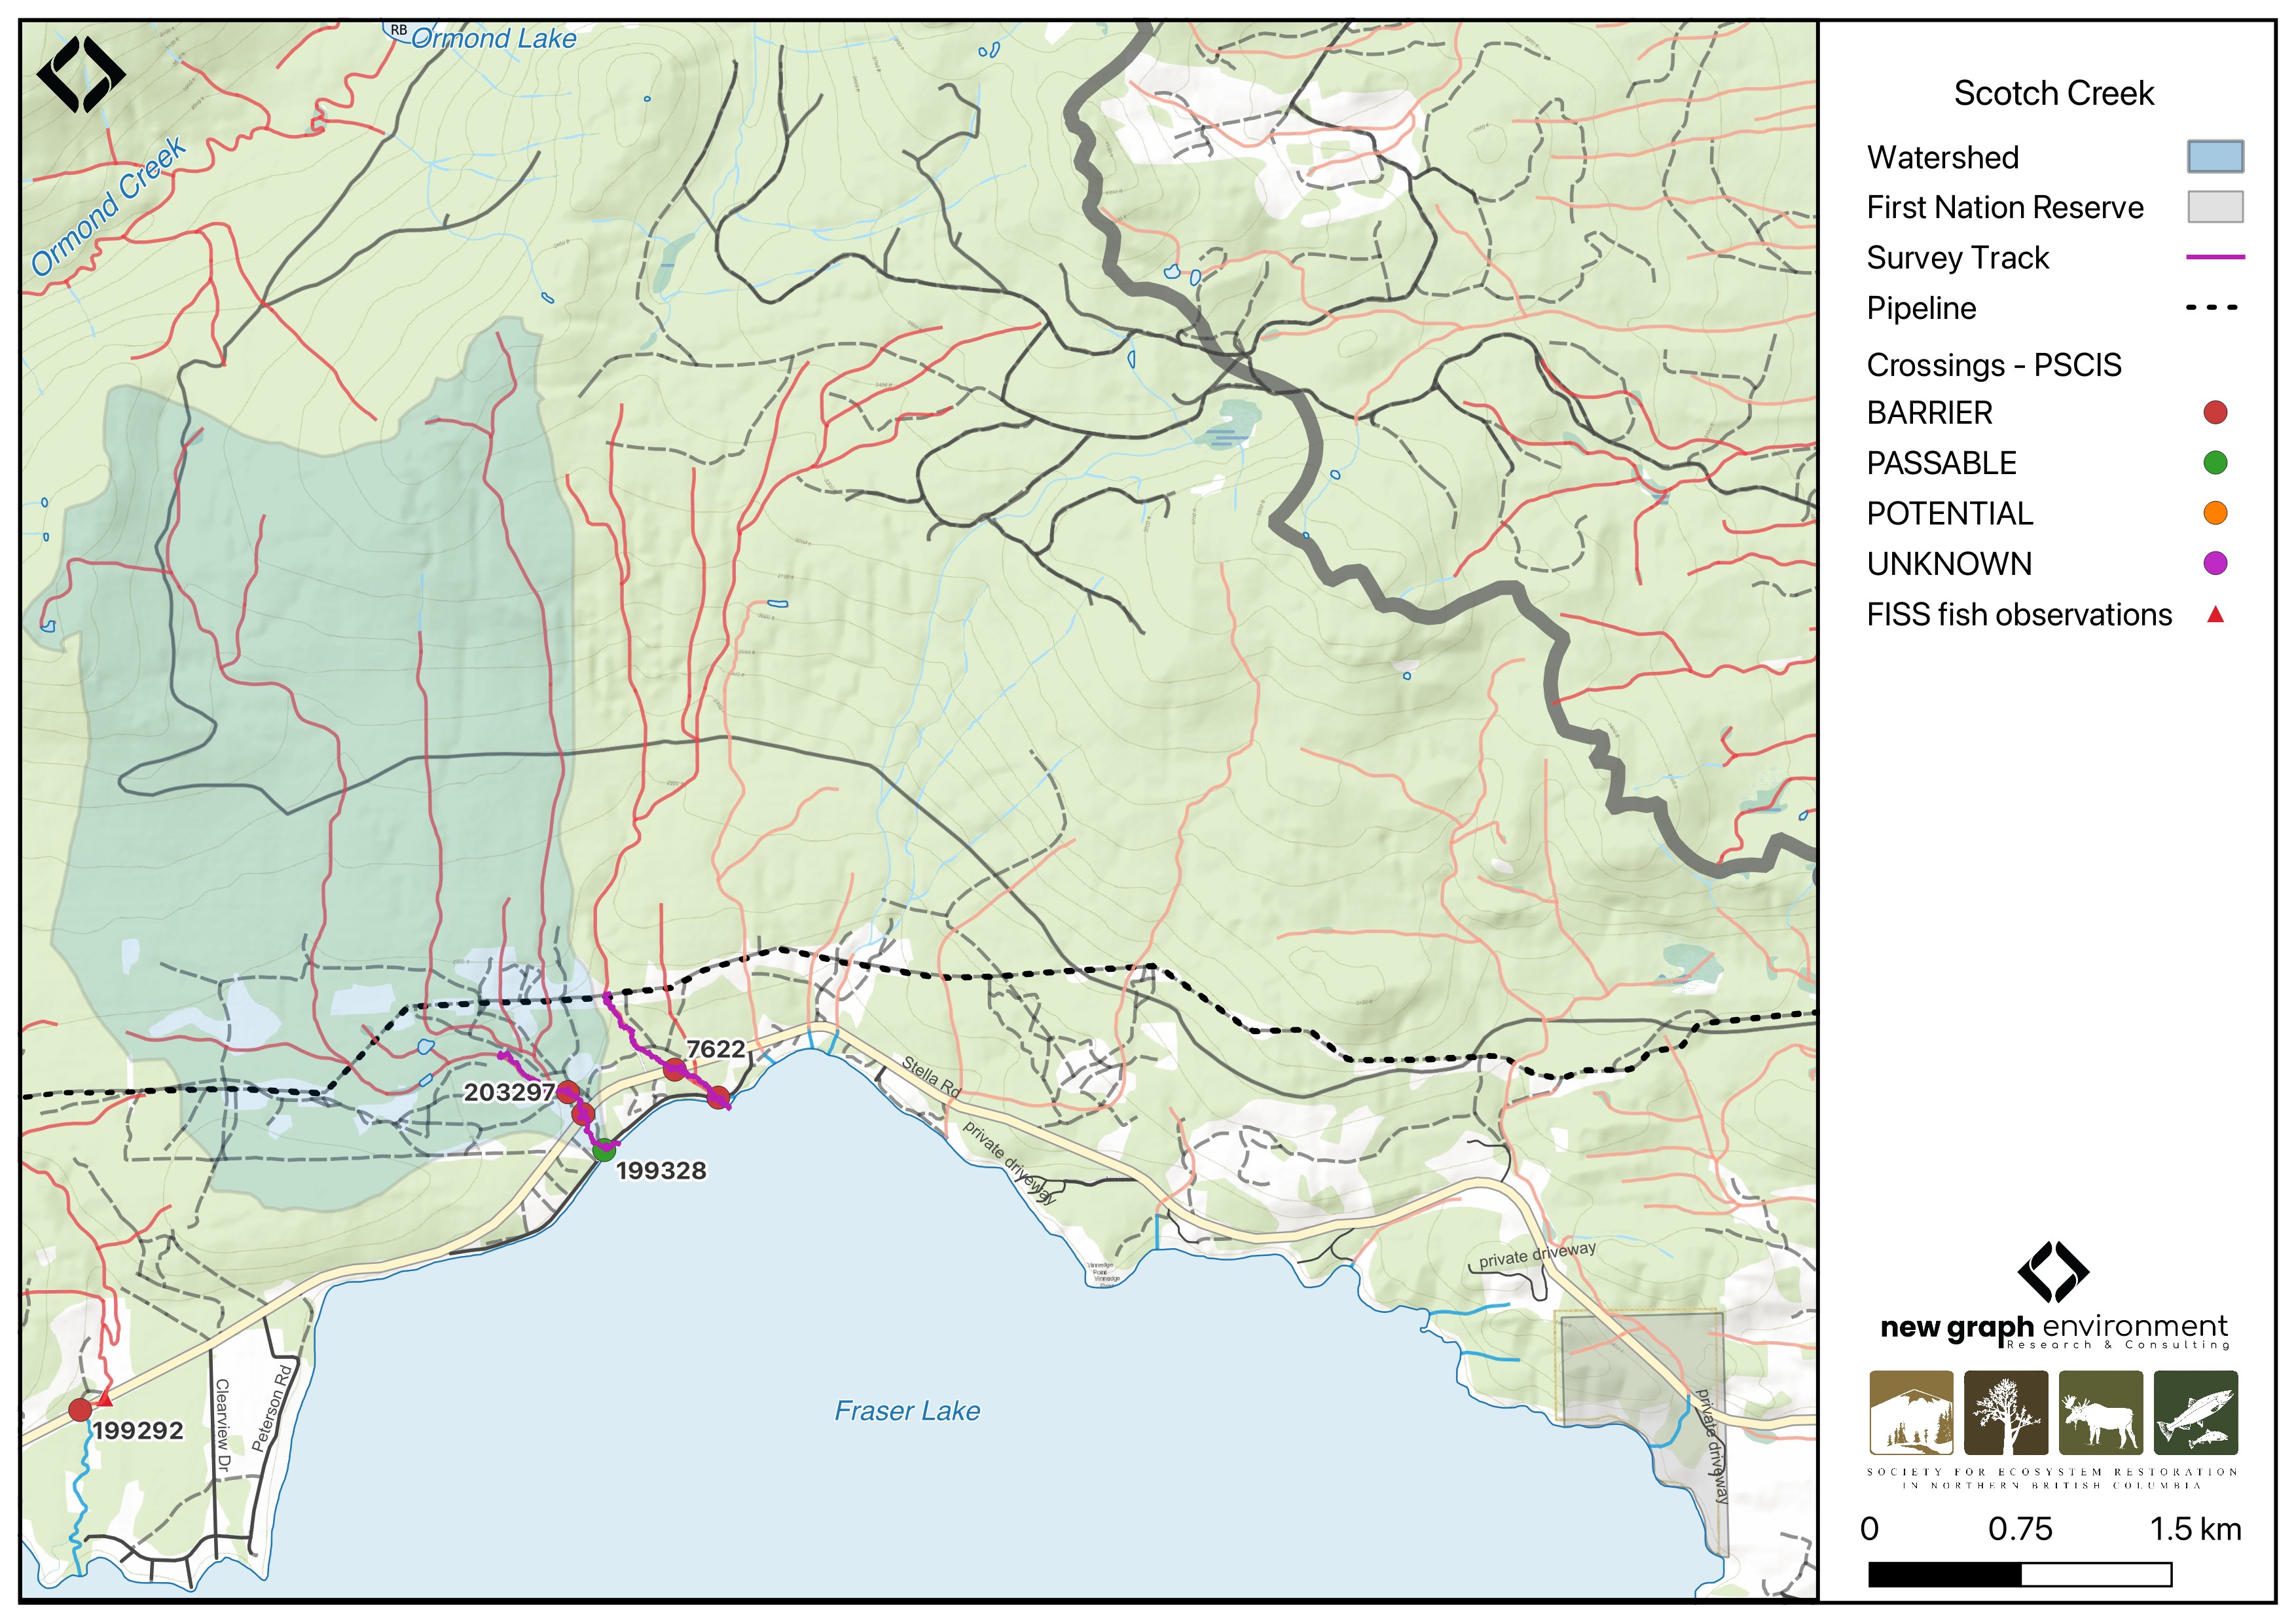 RB
Ormond Lake
Ormond Creek
7622
203297
199328
Stella Rd
private driveway
Vinnedge
Point
private driveway
199292
Clearview Dr
Peterson Rd
Fraser Lake
private driveway
Scotch Creek
Watershed
First Nation Reserve
Survey Track
Pipeline
Crossings - PSCIS
BARRIER
PASSABLE
POTENTIAL
UNKNOWN
FISS fish observations
new graph environment
Research & Consulting
SOCIETY FOR ECOSYSTEM RESTORATION
IN NORTHERN BRITISH COLUMBIA
0 0.75 1.5 km